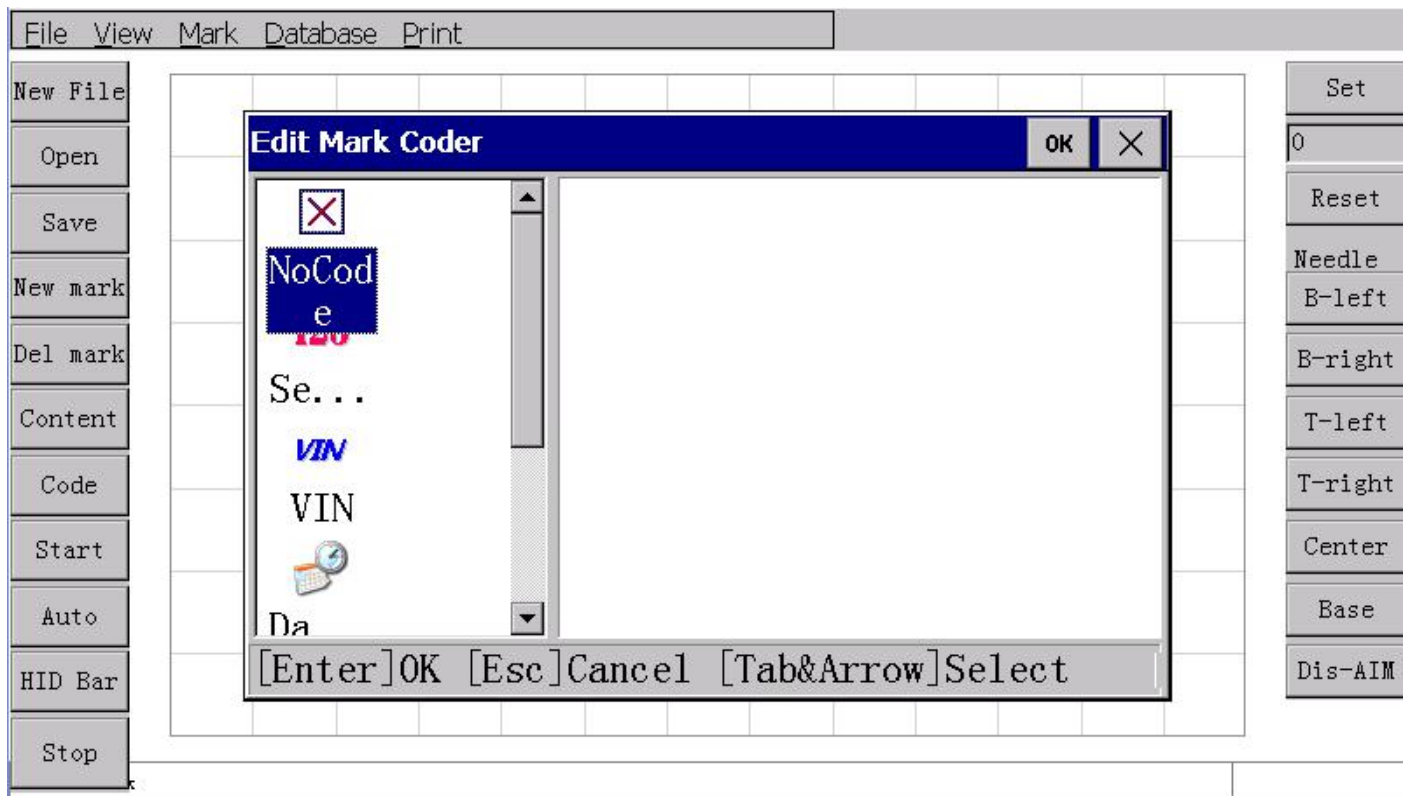 File View Mark Database Print
New File
Open
Save
New mark
Del mark
Content
Code
Start
Auto
HID Bar
Stop
Edit Mark Coder
OK
NoCod
e
Se...
VIN
VIN
Da
[Enter]OK [Esc]Cancel [Tab&Arrow]Select
Set
0
Reset
Needle
B-left
B-right
T-left
T-right
Center
Base
Dis-AIM